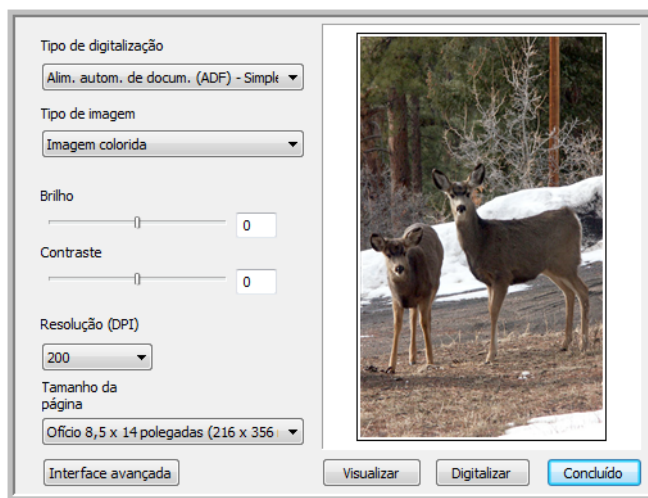 Tipo de digitalização
Alim. autom. de docum. (ADF) - Simple
Tipo de imagem
Imagem colorida
Brilho
0
Contraste
0
Resolução (DPI)
200
Tamanho da
página
Ofício 8,5 x 14 polegadas (216 x 356
Interface avançada
Visualizar
Digitalizar
Concluído